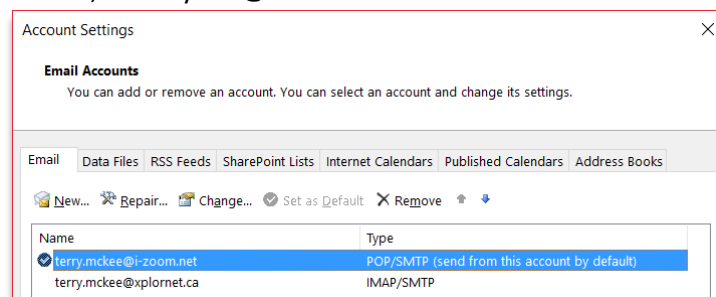 Account Settings
Email Accounts
You can add or remove an account. You can select an account and change its settings.
Email Data Files RSS Feeds SharePoint Lists Internet Calendars Published Calendars Address Books
New... Repair... Change... Set as Default Remove
Name Type
terry.mckee@i-zoom.net POP/SMTP (send from this account by default)
terry.mckee@xplornet.ca IMAP/SMTP